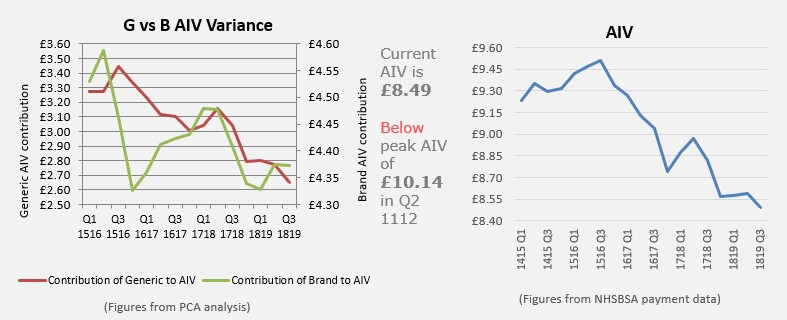 G vs B AIV Variance
£3.60
£3.50
£3.40
£3.30
£3.20
£3.10
£3.00
£2.90
£2.80
£2.70
£2.60
£2.50
Generic AIV contribution
£4.60
£4.55
£4.50
£4.45
£4.40
£4.35
£4.30
Brand AIV contribution
Q1 Q3 Q1 Q3 Q1 Q3 Q1 Q3
1516 1516 1617 1617 1718 1718 1819 1819
Contribution of Generic to AIV
Contribution of Brand to AIV
(Figures from PCA analysis)
Current
AIV is
£8.49
Below
peak AIV
of
£10.14
in Q2
1112
AIV
£9.60
£9.45
£9.30
£9.15
£9.00
£8.85
£8.70
£8.55
£8.40
1415 Q1
1415 Q3
1516 Q1
1516 Q3
1617 Q1
1617 Q3
1718 Q1
1718 Q3
1819 Q1
1819 Q3
(Figures from NHSBSA payment data)